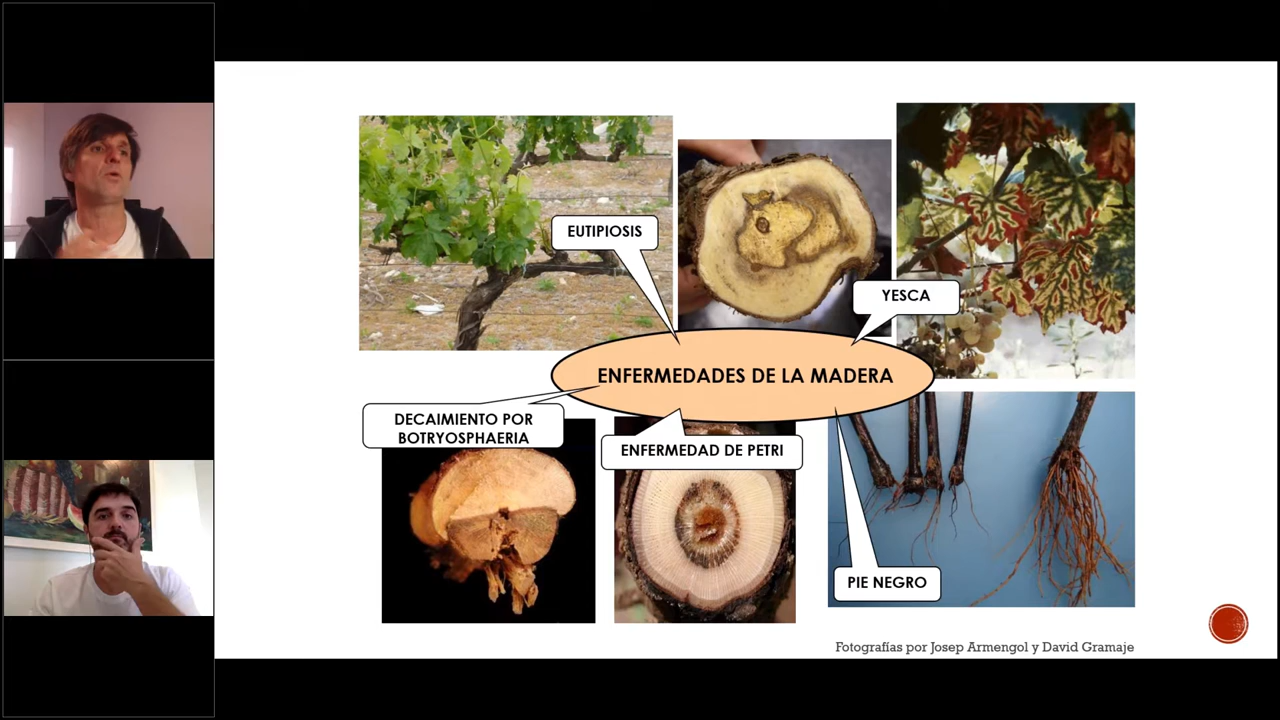 EUTIPIOSIS
YESCA
ENFERMEDADES DE LA MADERA
DECAIMIENTO POR
BOTRYOSPHAERIA
ENFERMEDAD DE PETRI
PIE NEGRO
Fotografías por Josep Armengol y David Gramaje